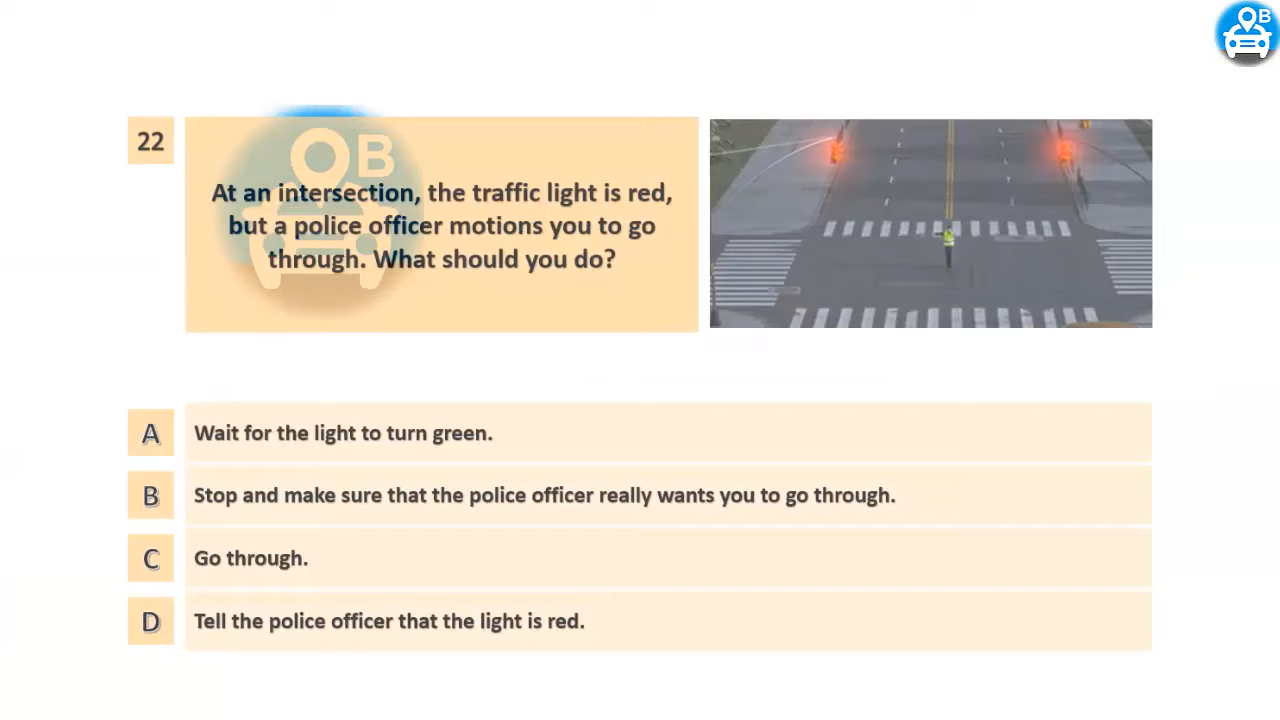 B
22
B
At an intersection, the traffic light is red,
but a police officer motions you to go
through. What should you do?
A
Wait for the light to turn green.
B
Stop and make sure that the police officer really wants you to go through.
C
Go through.
D
Tell the police officer that the light is red.